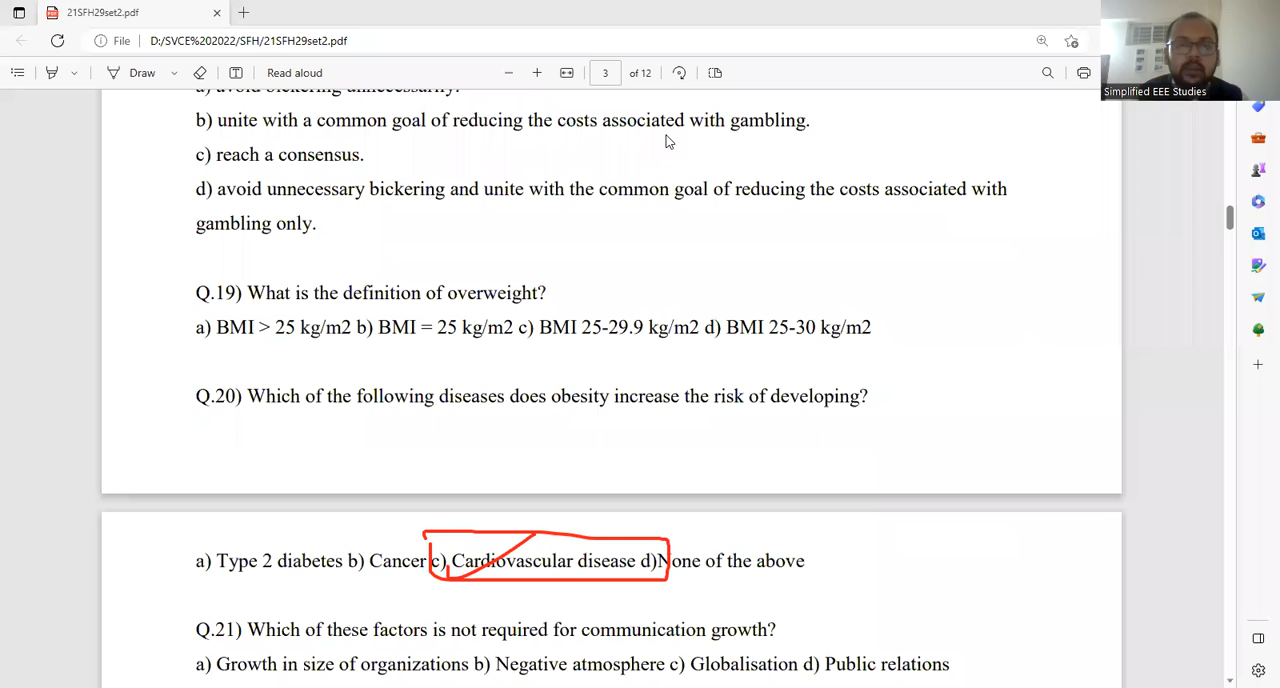 21SFH29set2.pdf
File D:/SVCE%202022/SFH/21SFH29set2.pdf
Draw Read aloud 3 of 12
Simplified EEE Studies
a) avoid bickering unnecessarily.
b) unite with a common goal of reducing the costs associated with gambling.
c) reach a consensus.
d) avoid unnecessary bickering and unite with the common goal of reducing the costs associated with
gambling only.
Q.19) What is the definition of overweight?
a) BMI > 25 kg/m2 b) BMI = 25 kg/m2 c) BMI 25-29.9 kg/m2 d) BMI 25-30 kg/m2
Q.20) Which of the following diseases does obesity increase the risk of developing?
a) Type 2 diabetes b) Cancer c) Cardiovascular disease d)None of the above
Q.21) Which of these factors is not required for communication growth?
a) Growth in size of organizations b) Negative atmosphere c) Globalisation d) Public relations